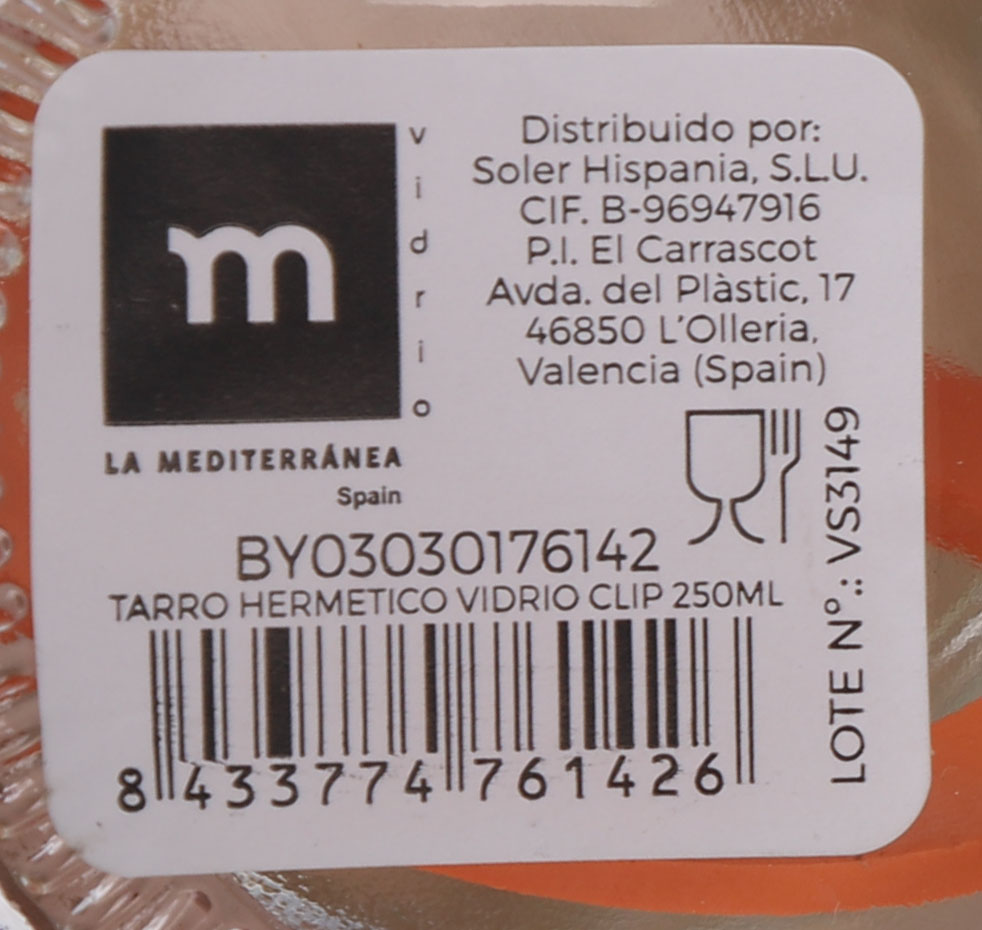 m
vidrio
LA MEDITERRÁNEA
Spain
Distribuido por:
Soler Hispania, S.L.U.
CIF. B-96947916
P.I. El Carrascot
Avda. del Plàstic, 17
46850 L'Olleria,
Valencia (Spain)
LOTE Nº.: VS3149
BY03030176142
TARRO HERMETICO VIDRIO CLIP 250ML
8 433774 761426